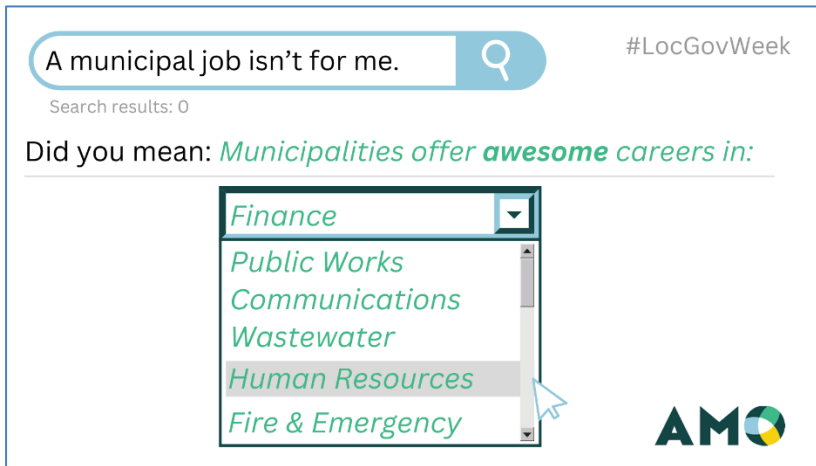 A municipal job isn’t for me.
#LocGovWeek
Search results: 0
Did you mean: Municipalities offer awesome careers in:
Finance
Public Works
Communications
Wastewater
Human Resources
Fire & Emergency
AMO